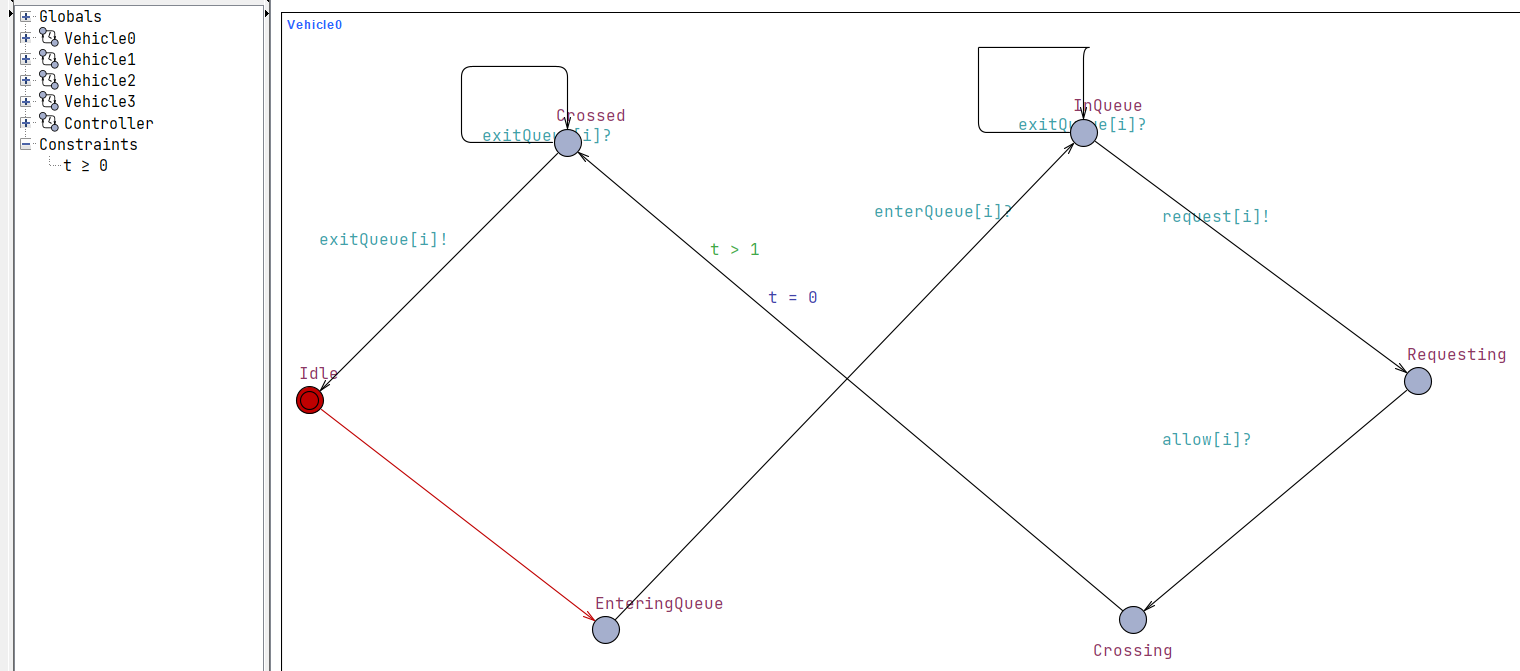 Globals
Vehicle0
Vehicle1
Vehicle2
Vehicle3
Controller
Constraints
t ≥ 0
Vehicle0
Crossed
exitQueue[i]?
InQueue
exitQueue[i]?
enterQueue[i]?
request[i]!
exitQueue[i]!
t > 1
t = 0
Idle
Requesting
allow[i]?
EnteringQueue
Crossing